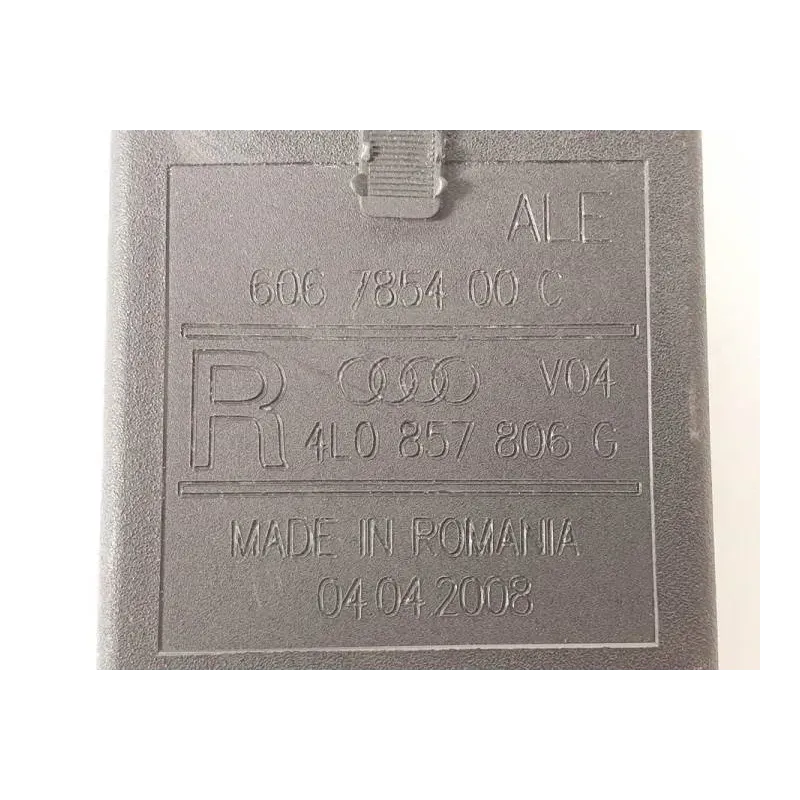 ALE
606 7854 00 C
R V04
4L0 857 806 G
MADE IN ROMANIA
04.04.2008